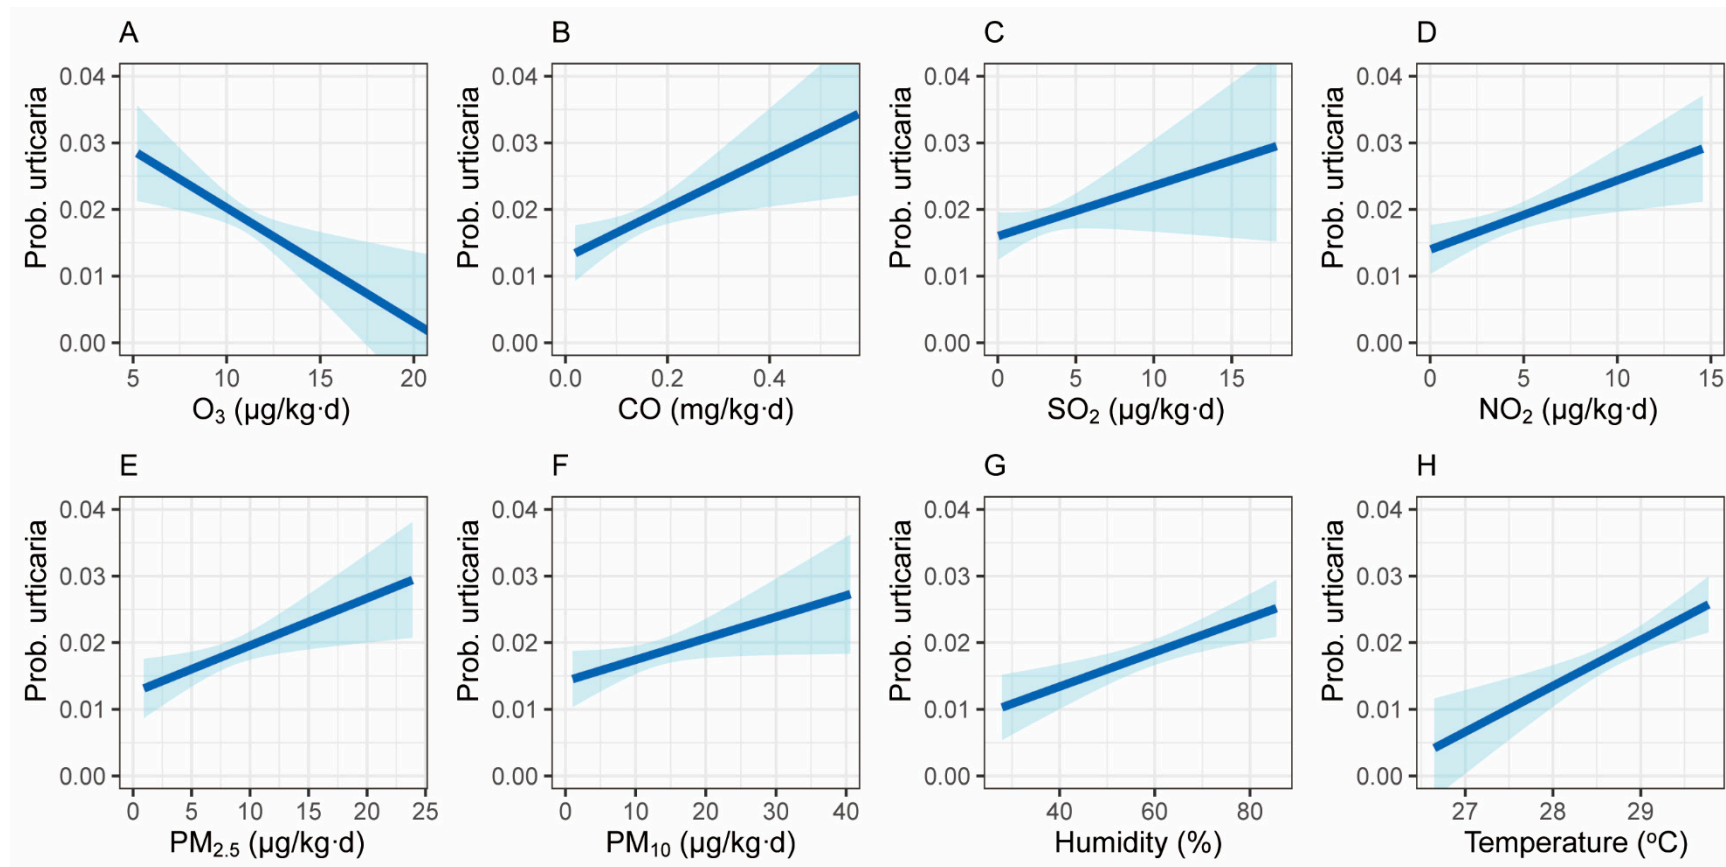 A
Prob. urticaria
0.04
0.03
0.02
0.01
0.00
5 10 15 20
O₃ (µg/kg·d)
B
Prob. urticaria
0.04
0.03
0.02
0.01
0.00
0.0 0.2 0.4
CO (mg/kg·d)
C
Prob. urticaria
0.04
0.03
0.02
0.01
0.00
0 5 10 15
SO₂ (µg/kg·d)
D
Prob. urticaria
0.04
0.03
0.02
0.01
0.00
0 5 10 15
NO₂ (µg/kg·d)
E
Prob. urticaria
0.04
0.03
0.02
0.01
0.00
0 5 10 15 20 25
PM₂.₅ (µg/kg·d)
F
Prob. urticaria
0.04
0.03
0.02
0.01
0.00
0 10 20 30 40
PM₁₀ (µg/kg·d)
G
Prob. urticaria
0.04
0.03
0.02
0.01
0.00
40 60 80
Humidity (%)
H
Prob. urticaria
0.04
0.03
0.02
0.01
0.00
27 28 29
Temperature (ºC)